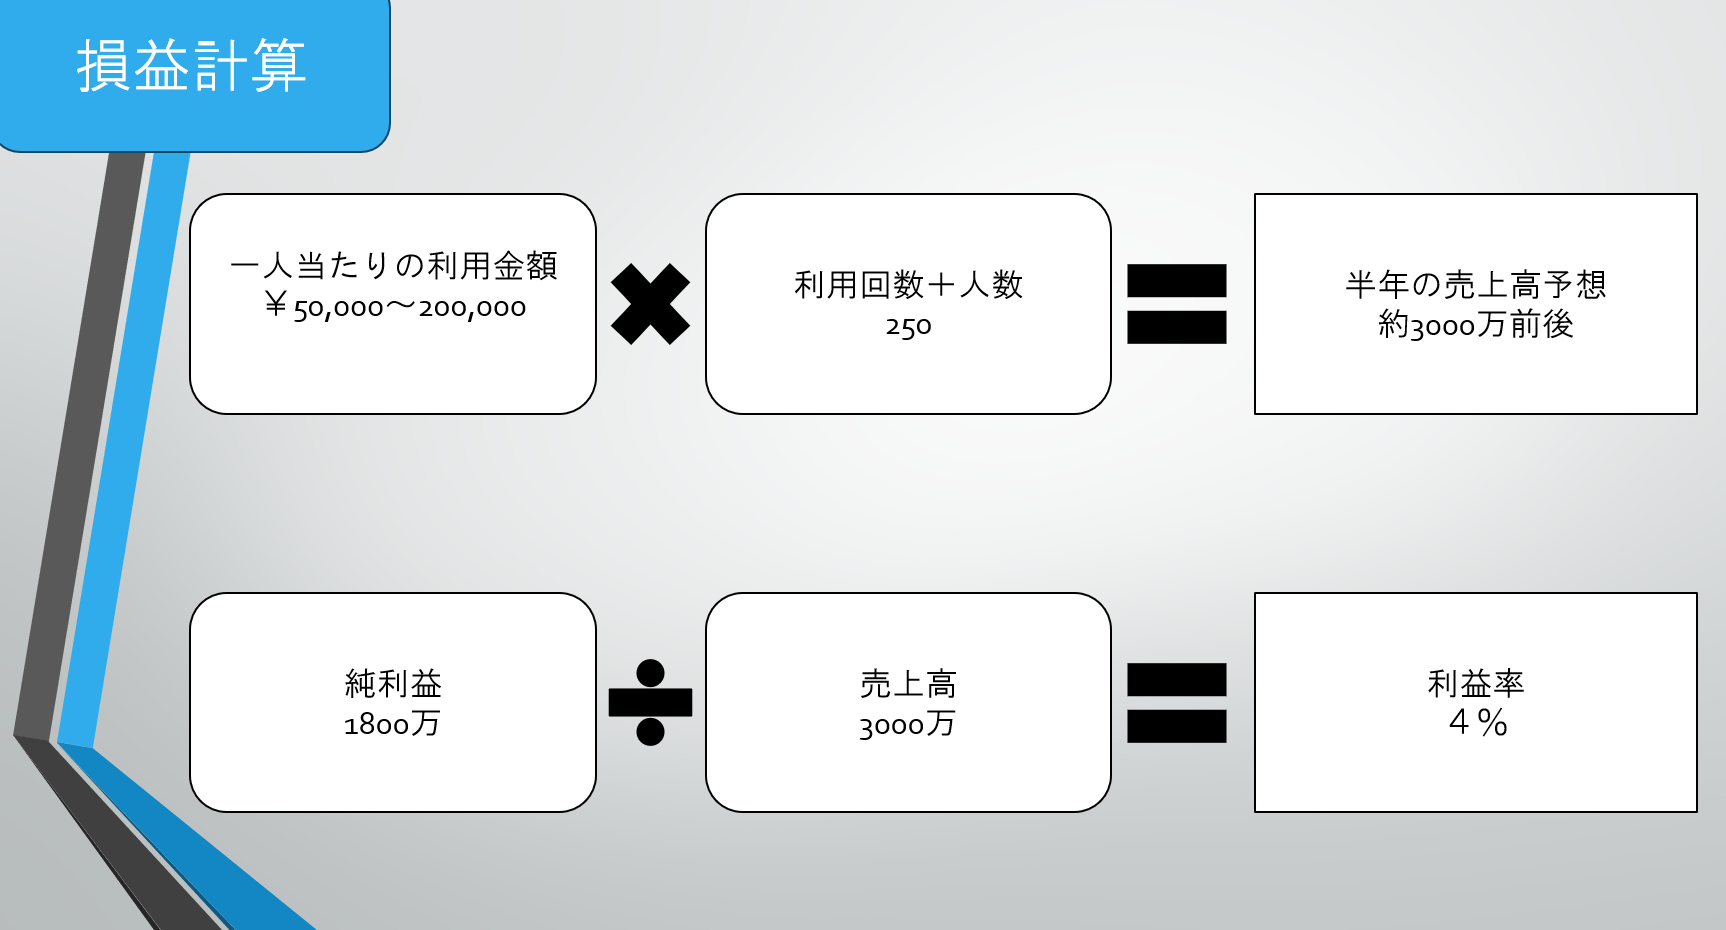 損益計算
一人当たりの利用金額
￥50,000～200,000
利用回数＋人数
250
半年の売上高予想
約3000万前後
純利益
1800万
売上高
3000万
利益率
４％